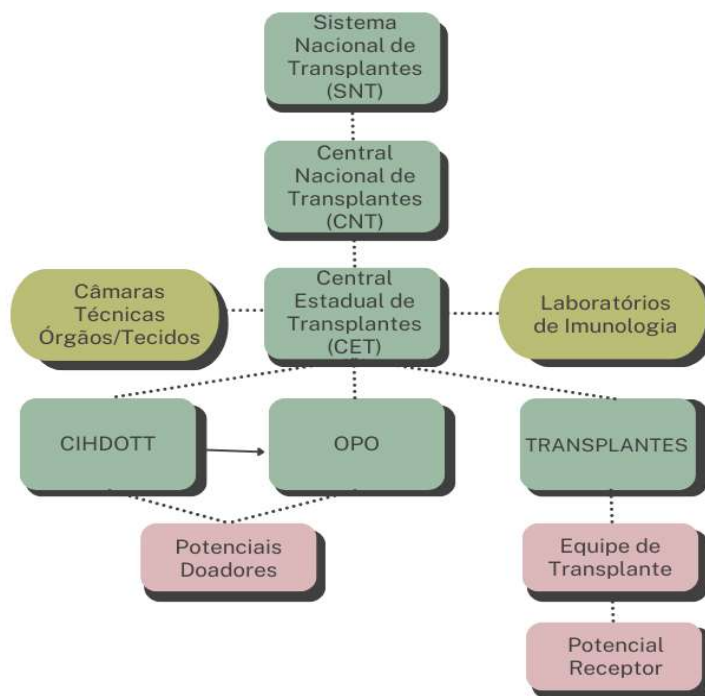 Sistema
Nacional de
Transplantes
(SNT)
Central
Nacional de
Transplantes
(CNT)
Câmaras
Técnicas
Órgãos/Tecidos
Central
Estadual de
Transplantes
(CET)
Laboratórios
de Imunologia
CIHDOTT
OPO
TRANSPLANTES
Potenciais
Doadores
Equipe de
Transplante
Potencial
Receptor